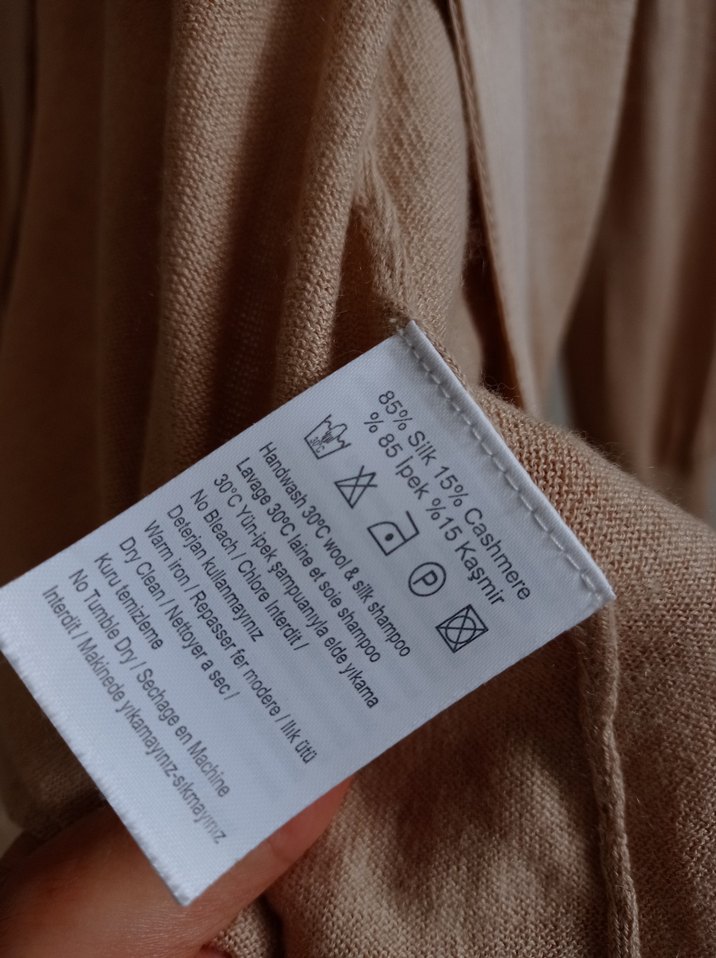 85% Silk 15% Cashmere
% 85 Ipek %15 Kaşmir
30°C
P
Handwash 30°C wool & silk shampoo
Lavage 30°C laine et soie shampoo
30°C Yün-ipek şampuanıyla elde yıkama
No Bleach / Chlore Interdit /
Deterjan kullanmayınız
Warm iron / Repasser fer modere / Ilık ütü
Dry Clean / Nettoyer a sec /
Kuru temizleme
No Tumble Dry / Sechage en Machine
Interdit / Makinede yıkamayınız-sıkmayınız